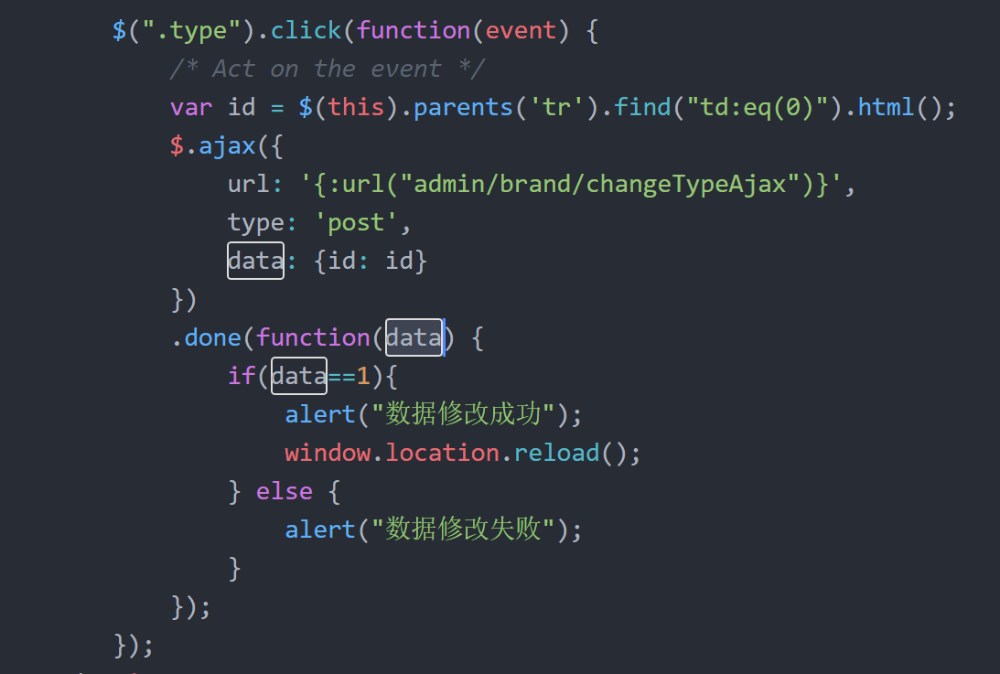 $(".type").click(function(event) {
/* Act on the event */
var id = $(this).parents('tr').find("td:eq(0)").html();
$.ajax({
url: '{:url("admin/brand/changeTypeAjax")}',
type: 'post',
data: {id: id}
})
.done(function(data) {
if(data==1){
alert("数据修改成功");
window.location.reload();
} else {
alert("数据修改失败");
}
});
});